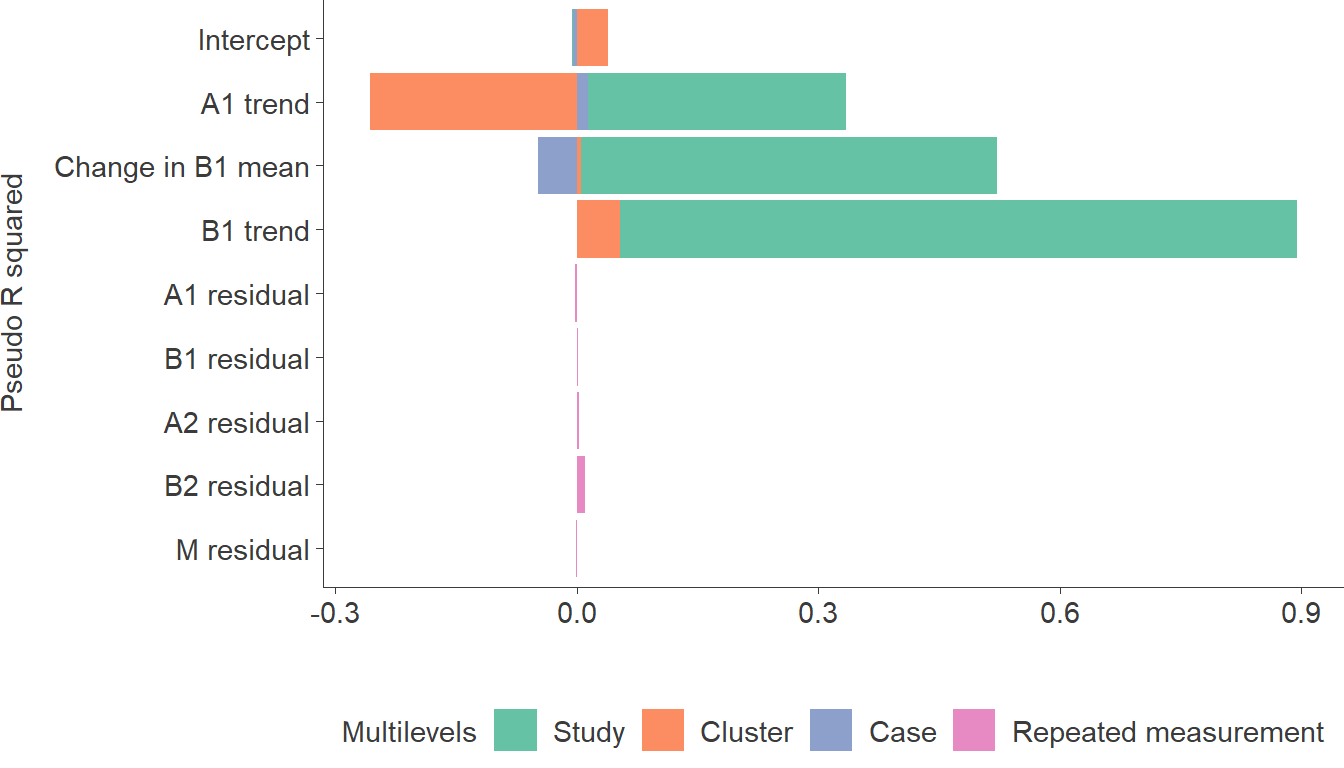 Pseudo R squared
Intercept
A1 trend
Change in B1 mean
B1 trend
A1 residual
B1 residual
A2 residual
B2 residual
M residual
-0.3 0.0 0.3 0.6 0.9
Multilevels Study Cluster Case Repeated measurement